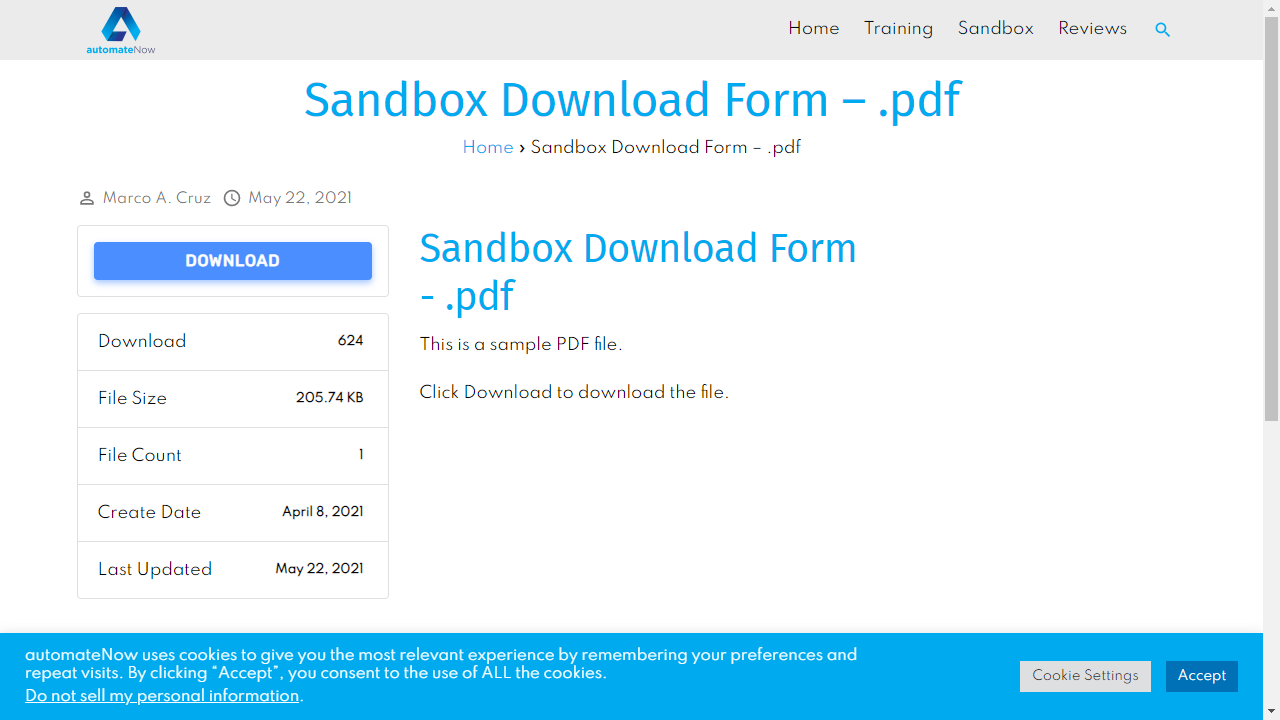 automateNow
Home Training Sandbox Reviews
Sandbox Download Form – .pdf
Home › Sandbox Download Form – .pdf
Marco A. Cruz May 22, 2021
DOWNLOAD
Download 624
File Size 205.74 KB
File Count 1
Create Date April 8, 2021
Last Updated May 22, 2021
Sandbox Download Form
- .pdf
This is a sample PDF file.
Click Download to download the file.
automateNow uses cookies to give you the most relevant experience by remembering your preferences and
repeat visits. By clicking “Accept”, you consent to the use of ALL the cookies.
Do not sell my personal information.
Cookie Settings Accept